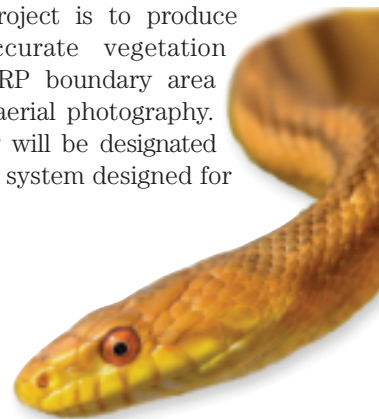 roject is to produce
ccurate vegetation
RP boundary area
aerial photography.
will be designated
system designed for